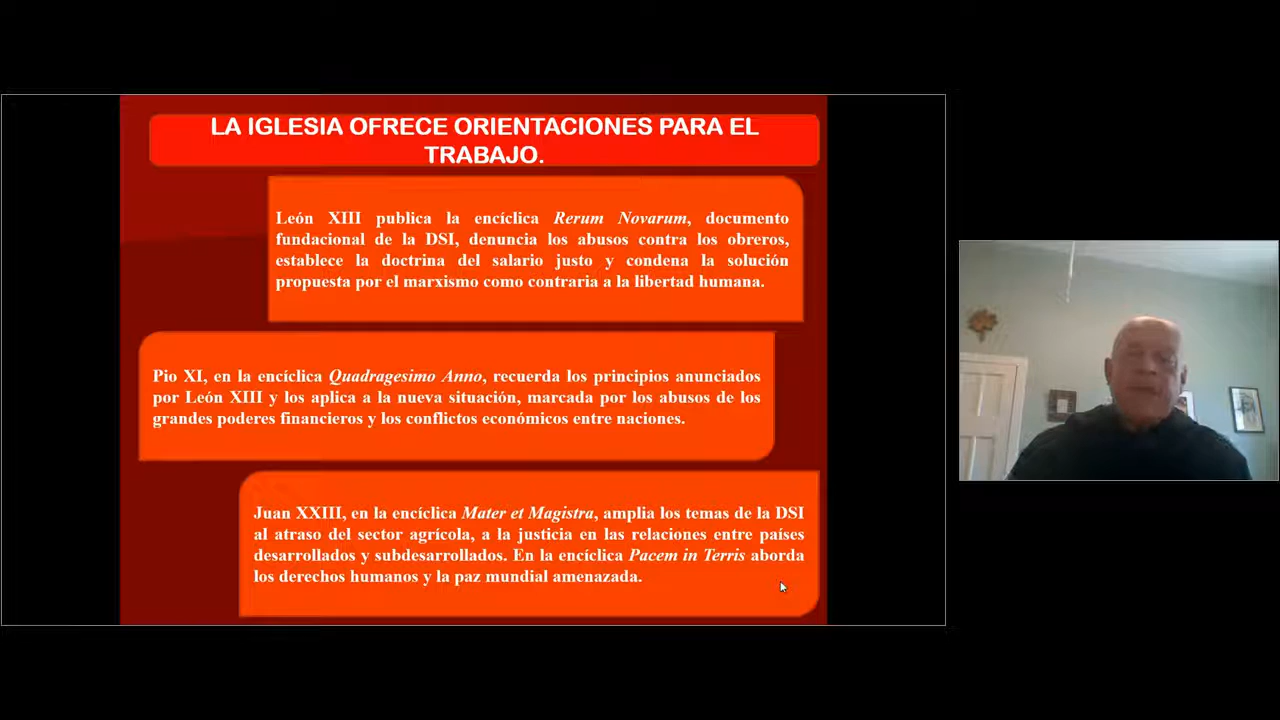 LA IGLESIA OFRECE ORIENTACIONES PARA EL
TRABAJO.
León XIII publica la encíclica Rerum Novarum, documento
fundacional de la DSI, denuncia los abusos contra los obreros,
establece la doctrina del salario justo y condena la solución
propuesta por el marxismo como contraria a la libertad humana.
Pio XI, en la encíclica Quadragesimo Anno, recuerda los principios anunciados
por León XIII y los aplica a la nueva situación, marcada por los abusos de los
grandes poderes financieros y los conflictos económicos entre naciones.
Juan XXIII, en la encíclica Mater et Magistra, amplia los temas de la DSI
al atraso del sector agrícola, a la justicia en las relaciones entre países
desarrollados y subdesarrollados. En la encíclica Pacem in Terris aborda
los derechos humanos y la paz mundial amenazada.